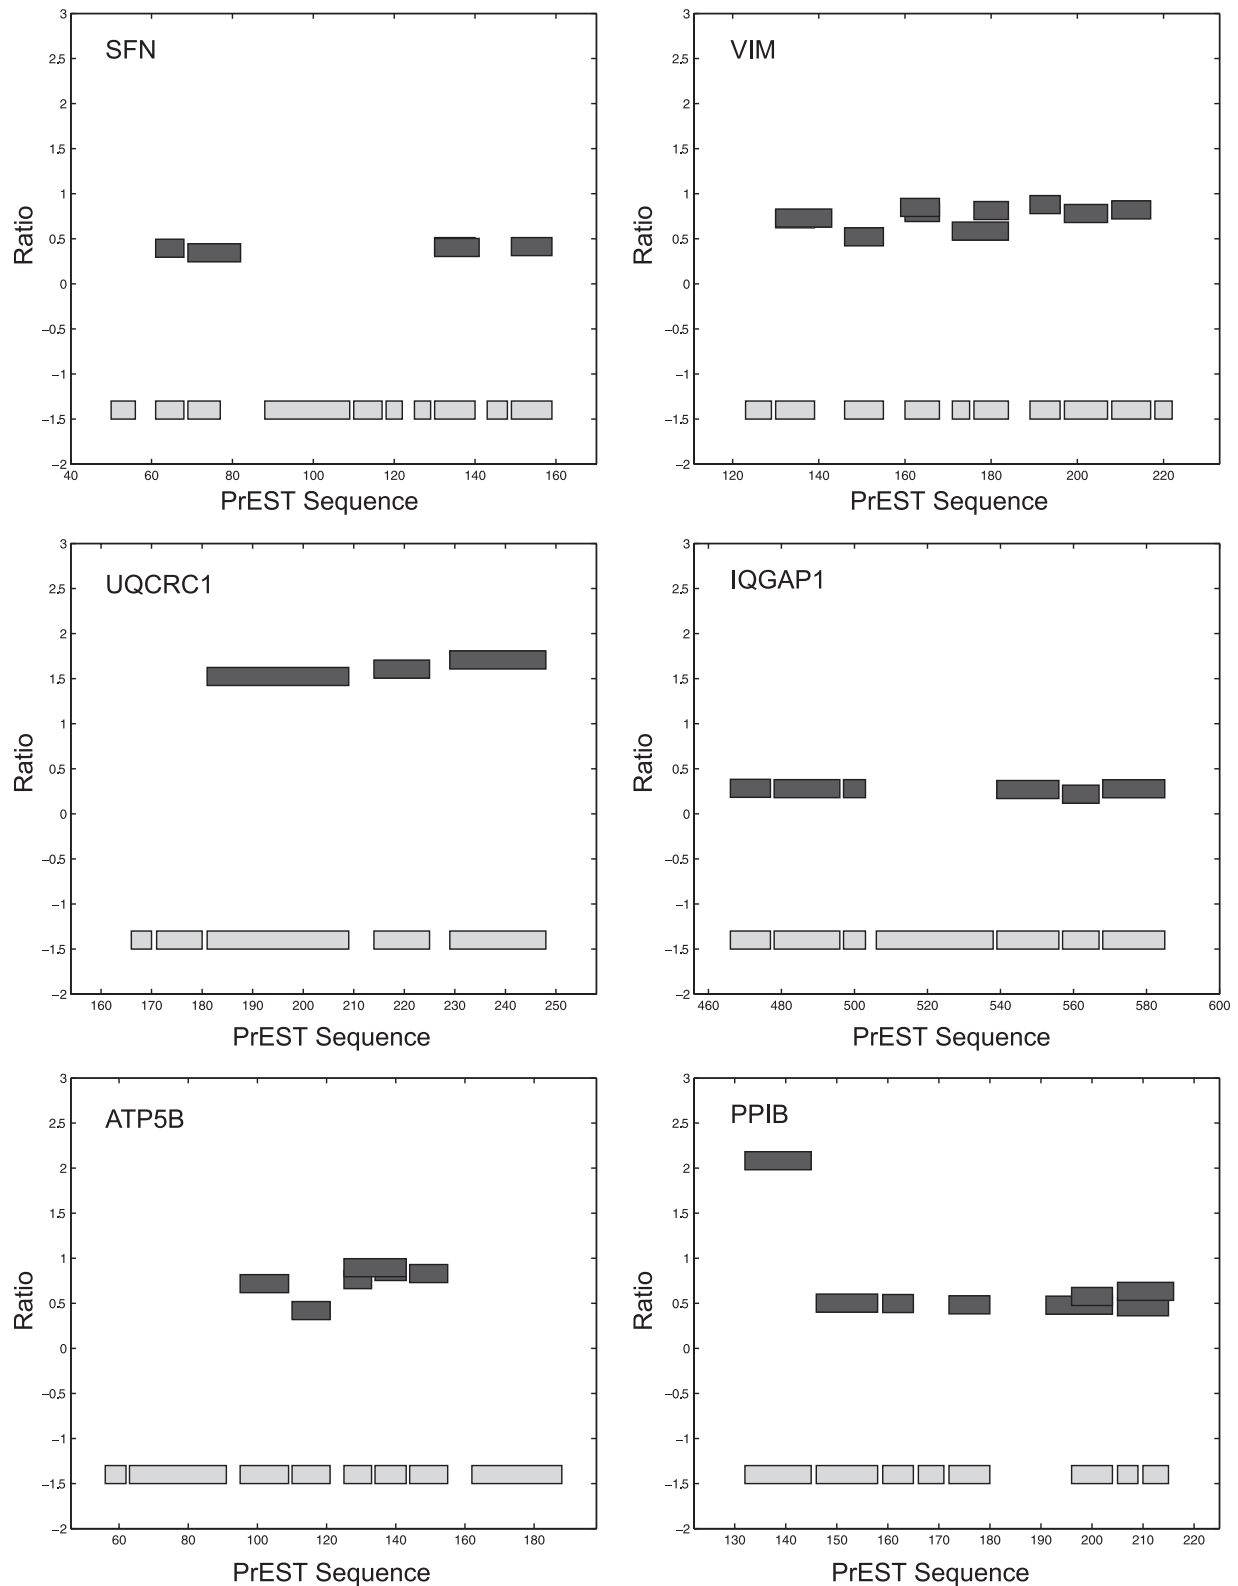 SFN
3
2.5
2
1.5
1
0.5
0
−0.5
−1
−1.5
−2
Ratio
40 60 80 100 120 140 160
PrEST Sequence
VIM
3
2.5
2
1.5
1
0.5
0
−0.5
−1
−1.5
−2
Ratio
120 140 160 180 200 220
PrEST Sequence
UQCRC1
3
2.5
2
1.5
1
0.5
0
−0.5
−1
−1.5
−2
Ratio
160 170 180 190 200 210 220 230 240 250
PrEST Sequence
IQGAP1
3
2.5
2
1.5
1
0.5
0
−0.5
−1
−1.5
−2
Ratio
460 480 500 520 540 560 580 600
PrEST Sequence
ATP5B
3
2.5
2
1.5
1
0.5
0
−0.5
−1
−1.5
−2
Ratio
60 80 100 120 140 160 180
PrEST Sequence
PPIB
3
2.5
2
1.5
1
0.5
0
−0.5
−1
−1.5
−2
Ratio
130 140 150 160 170 180 190 200 210 220
PrEST Sequence